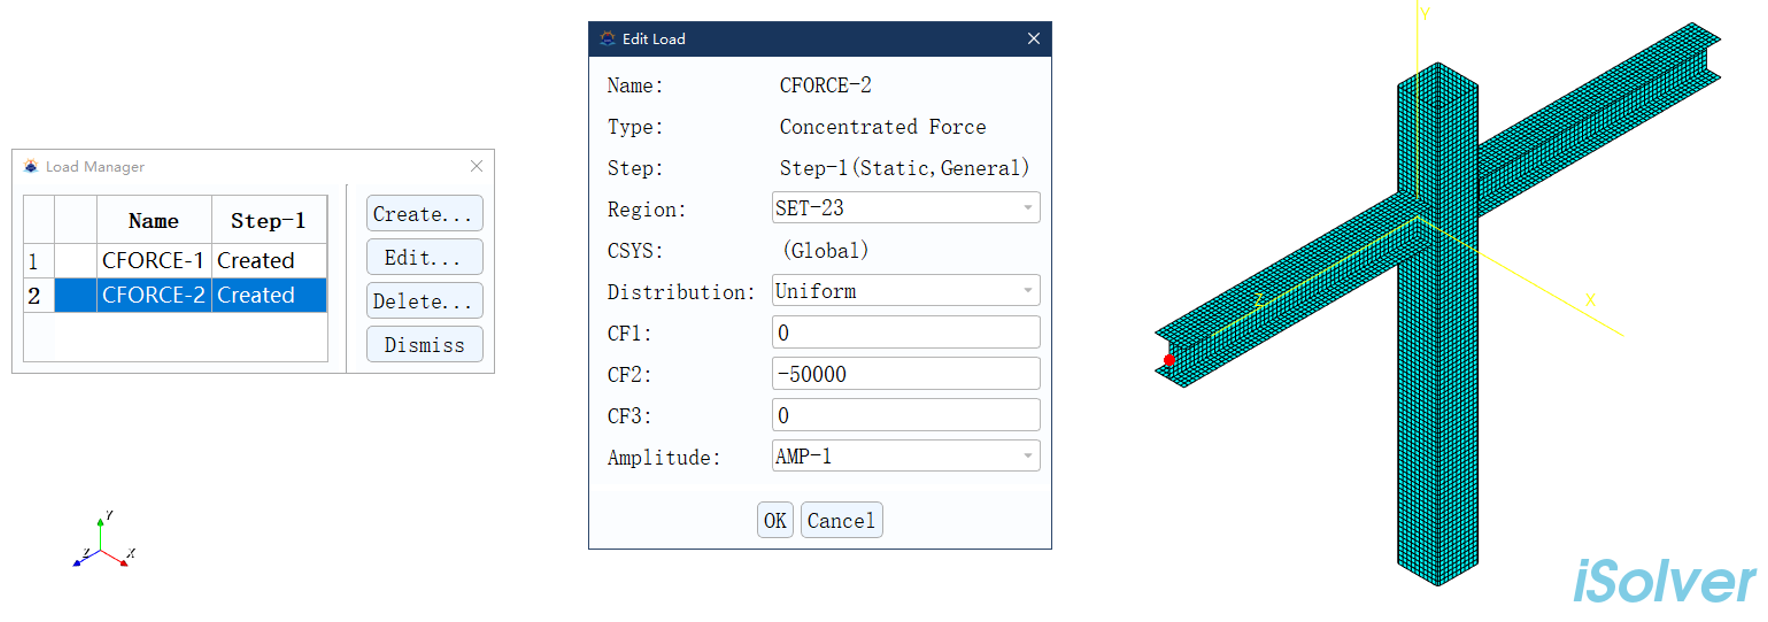 Load Manager
Name Step-1
1 CFORCE-1 Created
2 CFORCE-2 Created
Create...
Edit...
Delete...
Dismiss
Y
Z X
Edit Load
Name: CFORCE-2
Type: Concentrated Force
Step: Step-1(Static,General)
Region: SET-23
CSYS: (Global)
Distribution: Uniform
CF1: 0
CF2: -50000
CF3: 0
Amplitude: AMP-1
OK Cancel
Y
Z X
iSolver